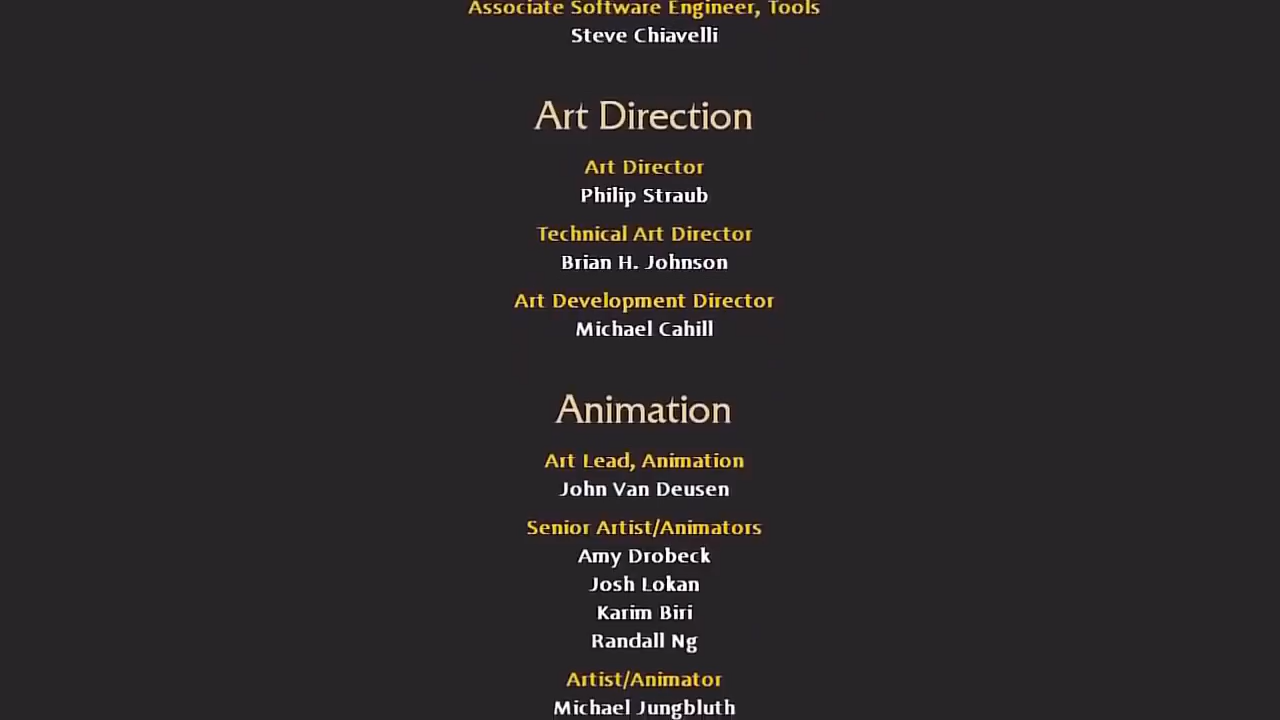 Associate Software Engineer, Tools
Steve Chiavelli
Art Direction
Art Director
Philip Straub
Technical Art Director
Brian H. Johnson
Art Development Director
Michael Cahill
Animation
Art Lead, Animation
John Van Deusen
Senior Artist/Animators
Amy Drobeck
Josh Lokan
Karim Biri
Randall Ng
Artist/Animator
Michael Jungbluth